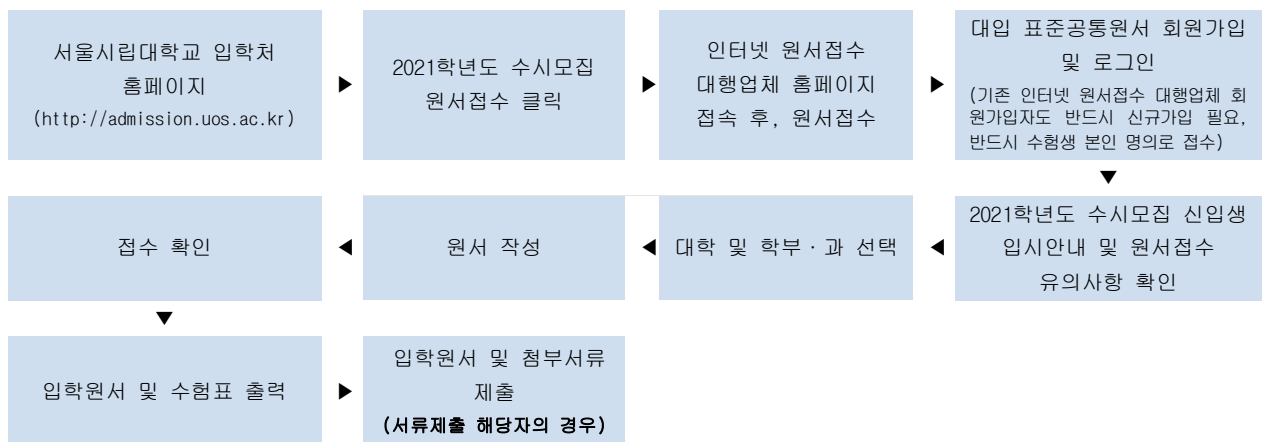 서울시립대학교 입학처
홈페이지
(http://admission.uos.ac.kr)
▶
2021학년도 수시모집
원서접수 클릭
▶
인터넷 원서접수
대행업체 홈페이지
접속 후, 원서접수
▶
대입 표준공통원서 회원가입
및 로그인
(기존 인터넷 원서접수 대행업체 회
원가입자도 반드시 신규가입 필요,
반드시 수험생 본인 명의로 접수)
▼
2021학년도 수시모집 신입생
입시안내 및 원서접수
유의사항 확인
◀
대학 및 학부·과 선택
◀
원서 작성
◀
접수 확인
▼
입학원서 및 수험표 출력
▶
입학원서 및 첨부서류
제출
(서류제출 해당자의 경우)